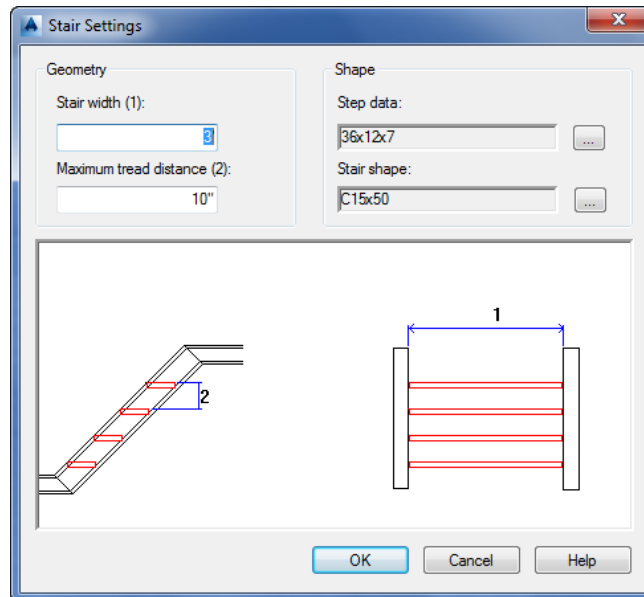 Stair Settings
Geometry
Stair width (1):
3'
Maximum tread distance (2):
10"
Shape
Step data:
36x12x7
...
Stair shape:
C15x50
...
1
2
OK
Cancel
Help